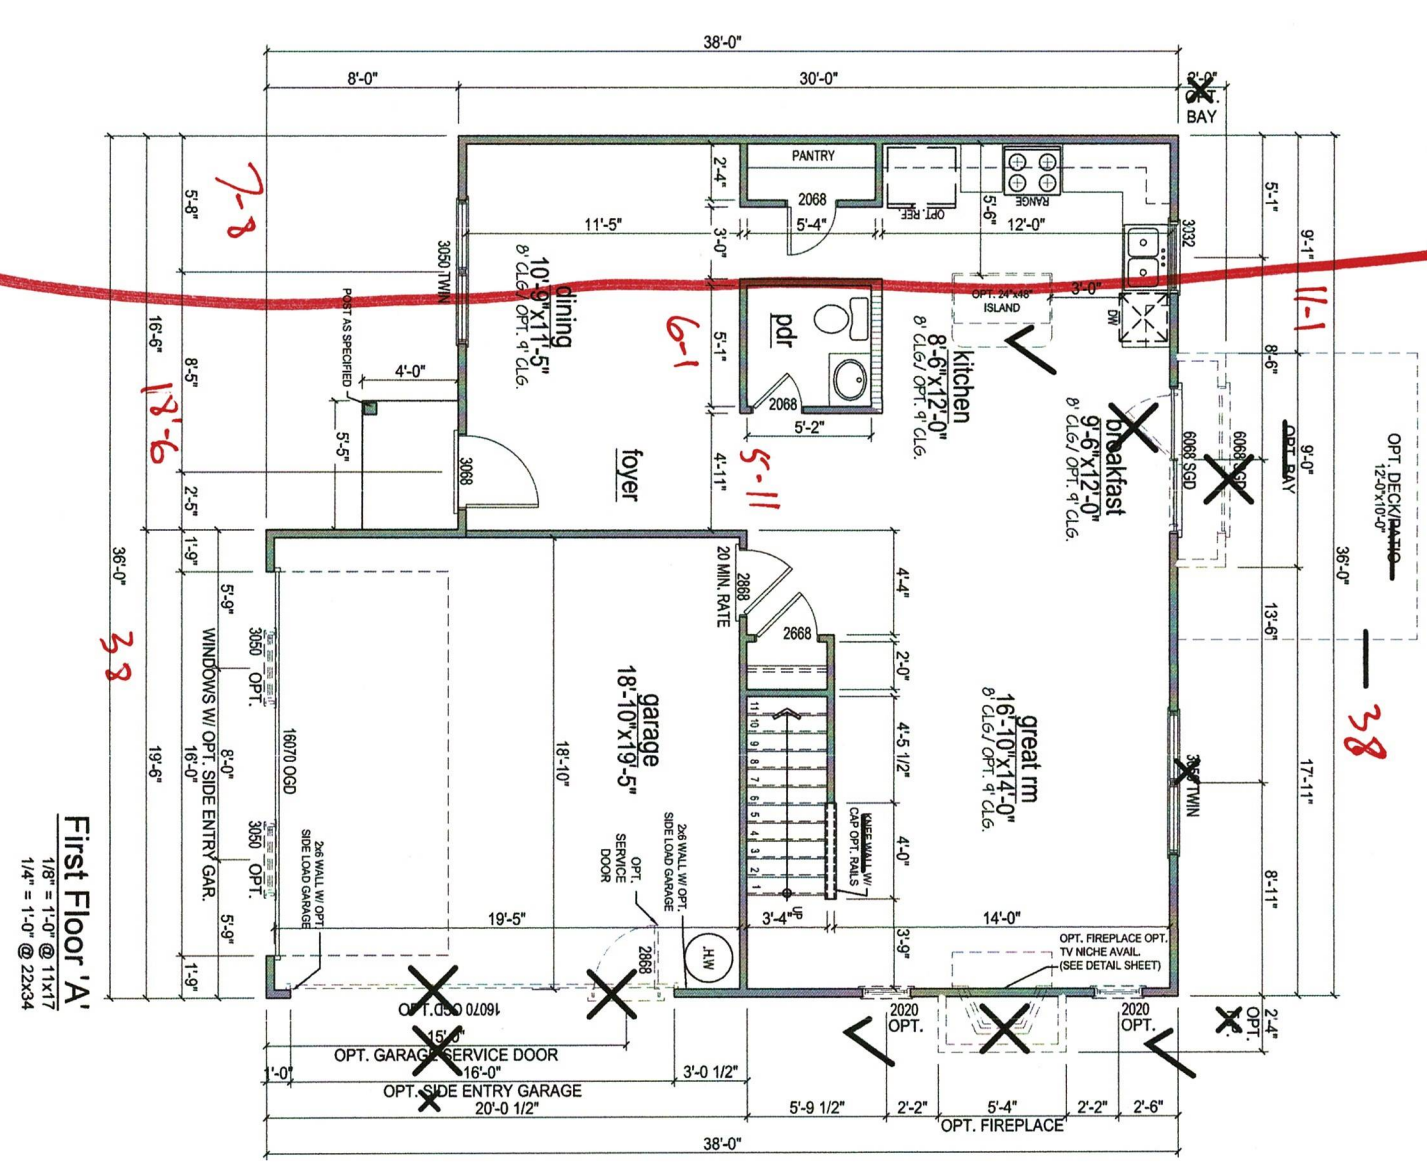 38'-0"
8'-0"
30'-0"
BAY
5'-8"
7-8
16'-6"
18-6
8'-5"
2'-5"
1'-9"
36'-0"
38
19'-6"
16'-0"
1'-9"
5'-9"
8'-0"
5'-9"
WINDOWS W/ OPT. SIDE ENTRY GAR.
3050 OPT.
3050 OPT.
16070 OGD
POST AS SPECIFIED
4'-0"
5'-5"
3050 TWIN
3068
11'-5"
dining
10'-9"x11'-5"
8' CLG./ OPT. 9' CLG.
foyer
2'-4"
3'-0"
5'-1"
6-1
4'-11"
5-11
PANTRY
2068
5'-4"
pdr
2068
5'-2"
OPT. REF.
RANGE
5'-6"
12'-0"
3032
OPT. 24"x48"
ISLAND
3'-0"
DW
kitchen
8'-6"x12'-0"
8' CLG./ OPT. 9' CLG.
breakfast
9'-6"x12'-0"
8' CLG./ OPT. 9' CLG.
6068 SGD
6068 SGD
OPT. BAY
5'-1"
9'-1"
11-1
8'-6"
9'-0"
13'-6"
17'-11"
8'-11"
36'-0"
38
OPT. DECK/PATIO
12'-0"x10'-0"
20 MIN. RATE
2868
2668
4'-4"
2'-0"
4'-5 1/2"
4'-0"
3'-9"
great rm
16'-10"x14'-0"
8' CLG./ OPT. 9' CLG.
garage
18'-10"x19'-5"
18'-10"
19'-5"
11 10 9 8 7 6 5 4 3 2 1
UP
KNEE WALL W/
CAP OPT. RAILS
3'-4"
14'-0"
2x6 WALL W/ OPT.
SIDE LOAD GARAGE
2x6 WALL W/ OPT.
SIDE LOAD GARAGE
OPT.
SERVICE
DOOR
2868
H.W.
OPT. FIREPLACE OPT.
TV NICHE AVAIL.
(SEE DETAIL SHEET)
16070 OGD OPT.
15'-0"
OPT. GARAGE SERVICE DOOR
1'-0"
16'-0"
3'-0 1/2"
OPT. SIDE ENTRY GARAGE
20'-0 1/2"
2020
OPT.
2020
OPT.
OPT.
2'-4"
5'-9 1/2"
2'-2"
5'-4"
2'-2"
2'-6"
OPT. FIREPLACE
38'-0"
First Floor 'A'
1/8" = 1'-0" @ 11x17
1/4" = 1'-0" @ 22x34